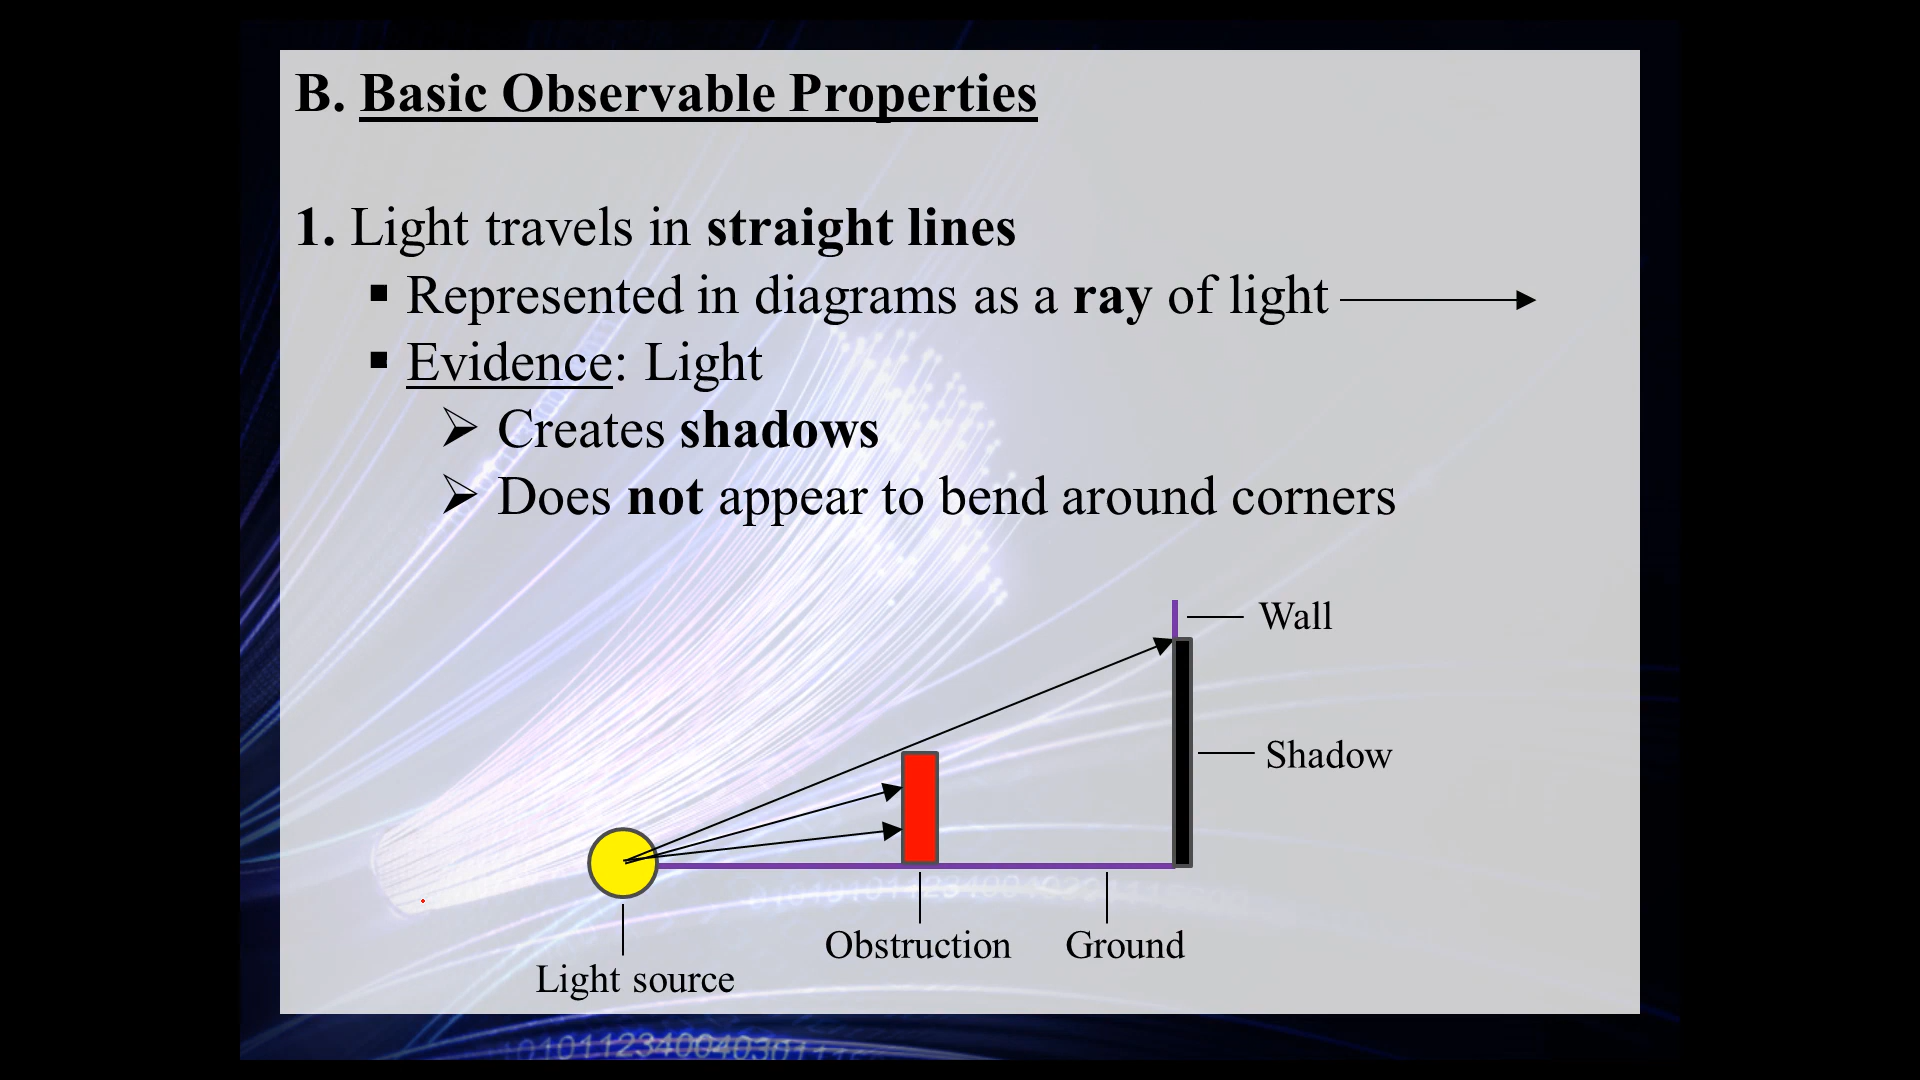 B. Basic Observable Properties
1. Light travels in straight lines
▪ Represented in diagrams as a ray of light
▪ Evidence: Light
➢ Creates shadows
➢ Does not appear to bend around corners
Wall
Shadow
Obstruction
Ground
Light source